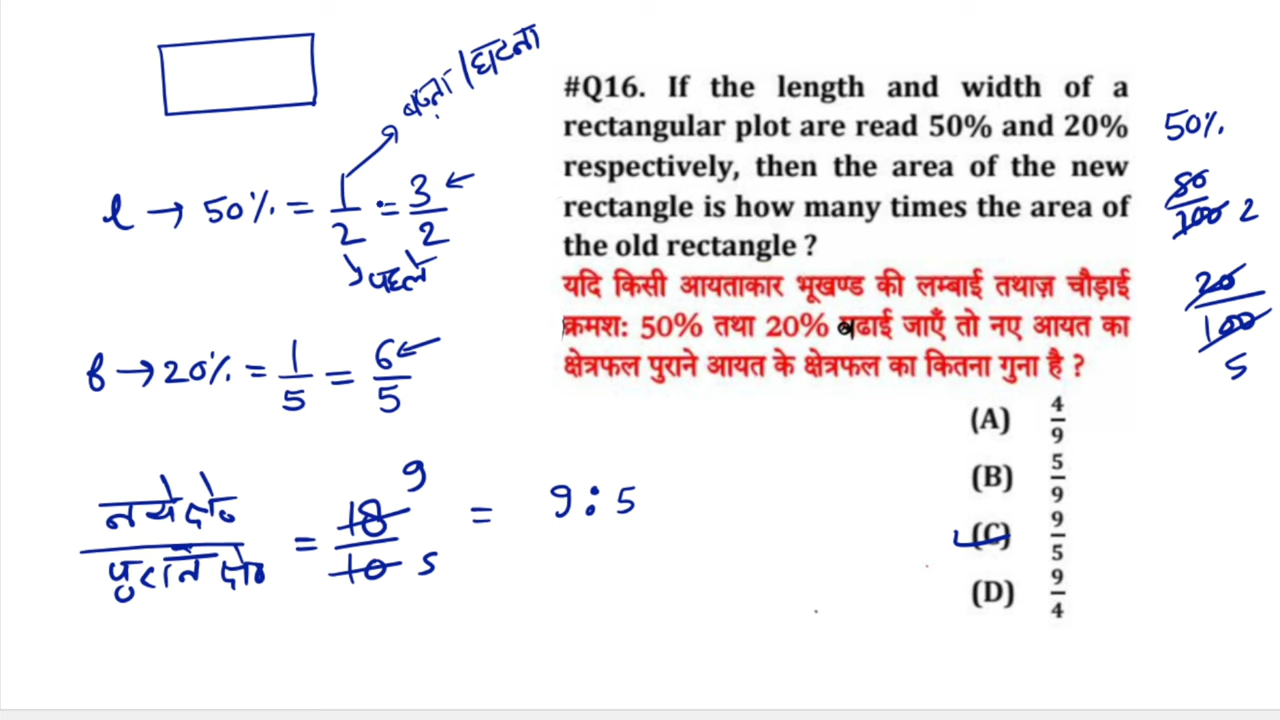 बढ़ना/घटना
l → 50% = 1/2 = 3/2 ←
पहले
b → 20% = 1/5 = 6/5 ←
नये क्षे० / पुराने क्षे० = 18/10 9/5 = 9:5
#Q16. If the length and width of a
rectangular plot are read 50% and 20%
respectively, then the area of the new
rectangle is how many times the area of
the old rectangle ?
यदि किसी आयताकार भूखण्ड की लम्बाई तथाज़ चौड़ाई
क्रमश: 50% तथा 20% बढाई जाएँ तो नए आयत का
क्षेत्रफल पुराने आयत के क्षेत्रफल का कितना गुना है ?
(A) 4/9
(B) 5/9
(C) 9/5
(D) 9/4
50%
50/100 2
20/100
5